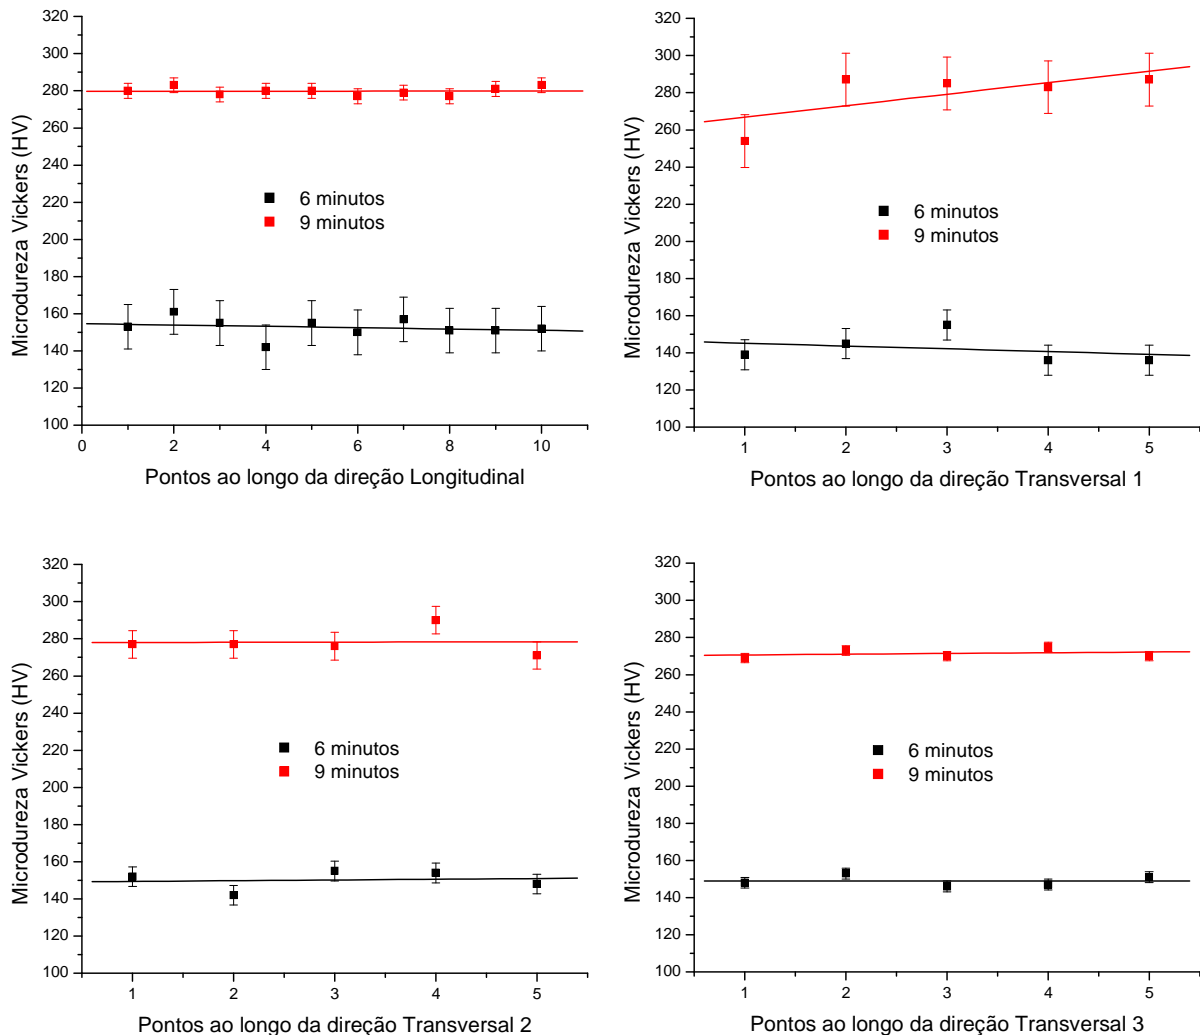 320
300
280
260
240
220
200
180
160
140
120
100
Microdureza Vickers (HV)
6 minutos
9 minutos
0 2 4 6 8 10
Pontos ao longo da direção Longitudinal
320
300
280
260
240
220
200
180
160
140
120
100
Microdureza Vickers (HV)
6 minutos
9 minutos
1 2 3 4 5
Pontos ao longo da direção Transversal 1
320
300
280
260
240
220
200
180
160
140
120
100
Microdureza Vickers (HV)
6 minutos
9 minutos
1 2 3 4 5
Pontos ao longo da direção Transversal 2
320
300
280
260
240
220
200
180
160
140
120
100
Microdureza Vickers (HV)
6 minutos
9 minutos
1 2 3 4 5
Pontos ao longo da direção Transversal 3